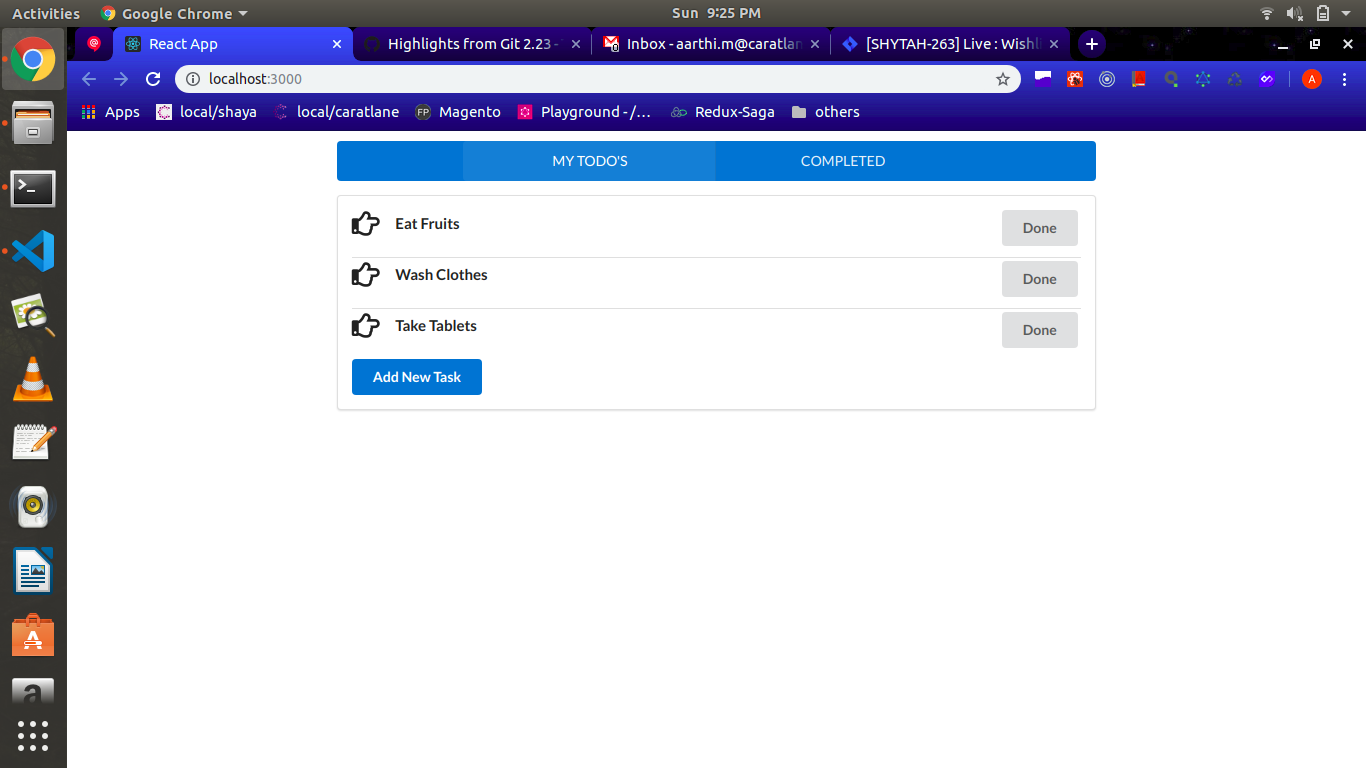 Activities Google Chrome Sun 9:25 PM
React App Highlights from Git 2.23 - Inbox - aarthi.m@caratlan [SHYTAH-263] Live : Wishli
localhost:3000 A
Apps local/shaya local/caratlane FP Magento Playground - /... Redux-Saga others
MY TODO'S COMPLETED
Eat Fruits Done
Wash Clothes Done
Take Tablets Done
Add New Task